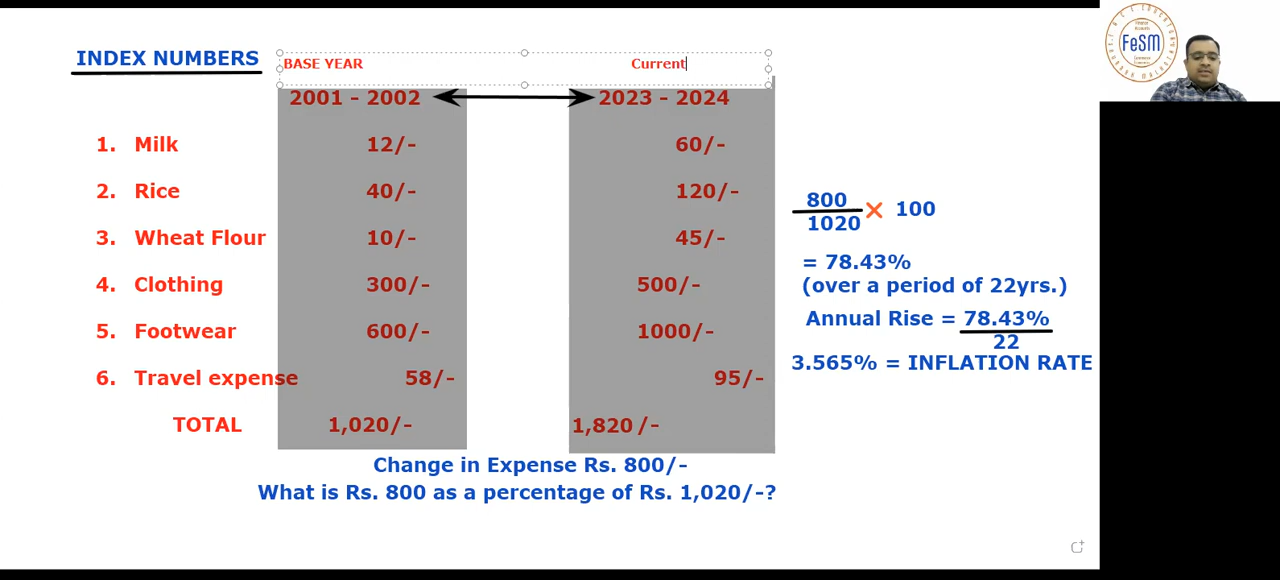 INDEX NUMBERS
BASE YEAR Current
2001 - 2002 2023 - 2024
1. Milk 12/- 60/-
2. Rice 40/- 120/-
3. Wheat Flour 10/- 45/-
4. Clothing 300/- 500/-
5. Footwear 600/- 1000/-
6. Travel expense 58/- 95/-
TOTAL 1,020/- 1,820 /-
Change in Expense Rs. 800/-
What is Rs. 800 as a percentage of Rs. 1,020/-?
800
1020
× 100
= 78.43%
(over a period of 22yrs.)
Annual Rise = 78.43%
22
3.565% = INFLATION RATE
FeSM